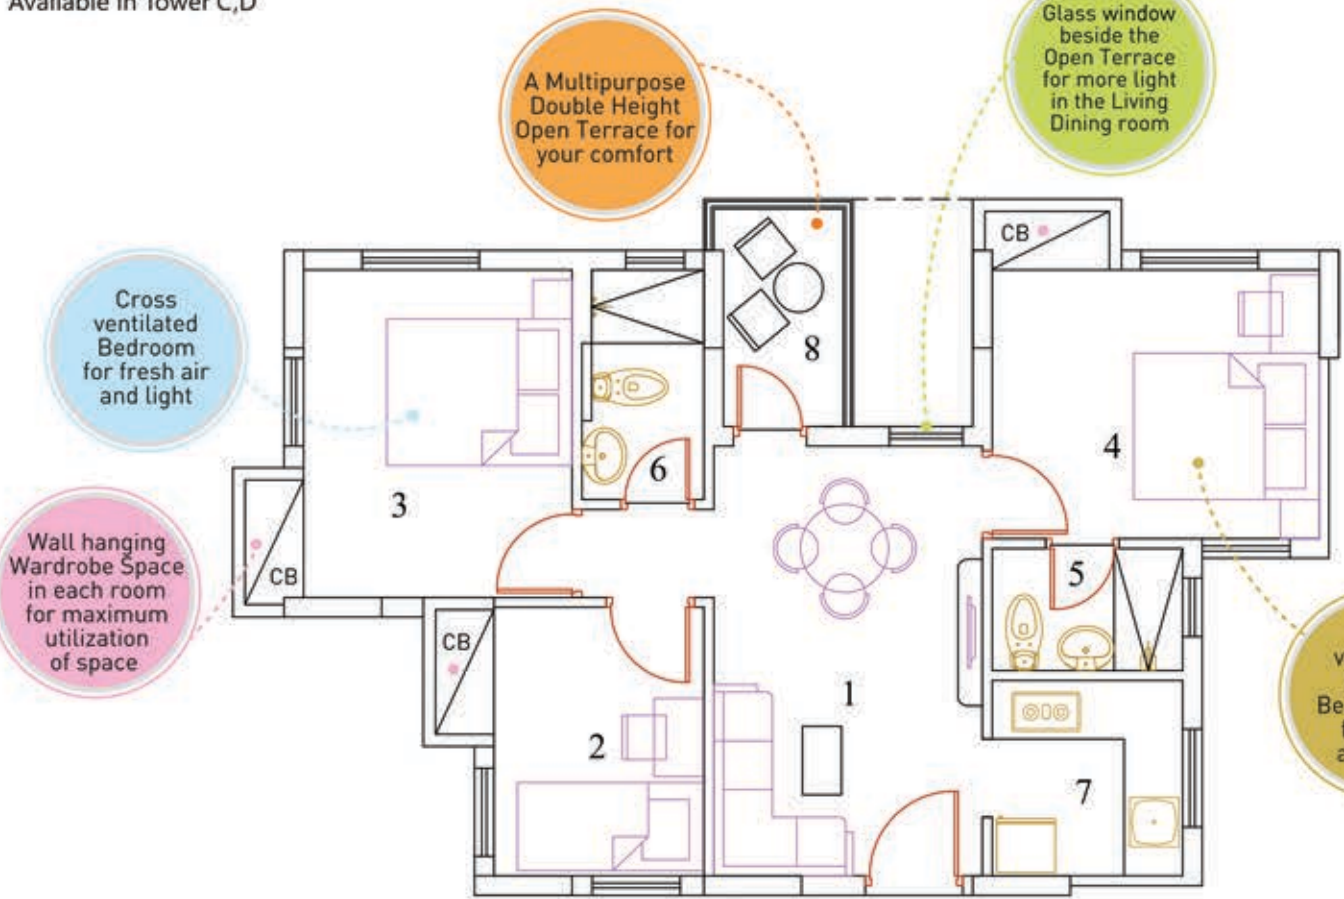 Available in Tower C,D
A Multipurpose
Double Height
Open Terrace for
your comfort
Glass window
beside the
Open Terrace
for more light
in the Living
Dining room
Cross
ventilated
Bedroom
for fresh air
and light
Wall hanging
Wardrobe Space
in each room
for maximum
utilization
of space
CB
CB
CB
8
6
3
4
5
1
2
7